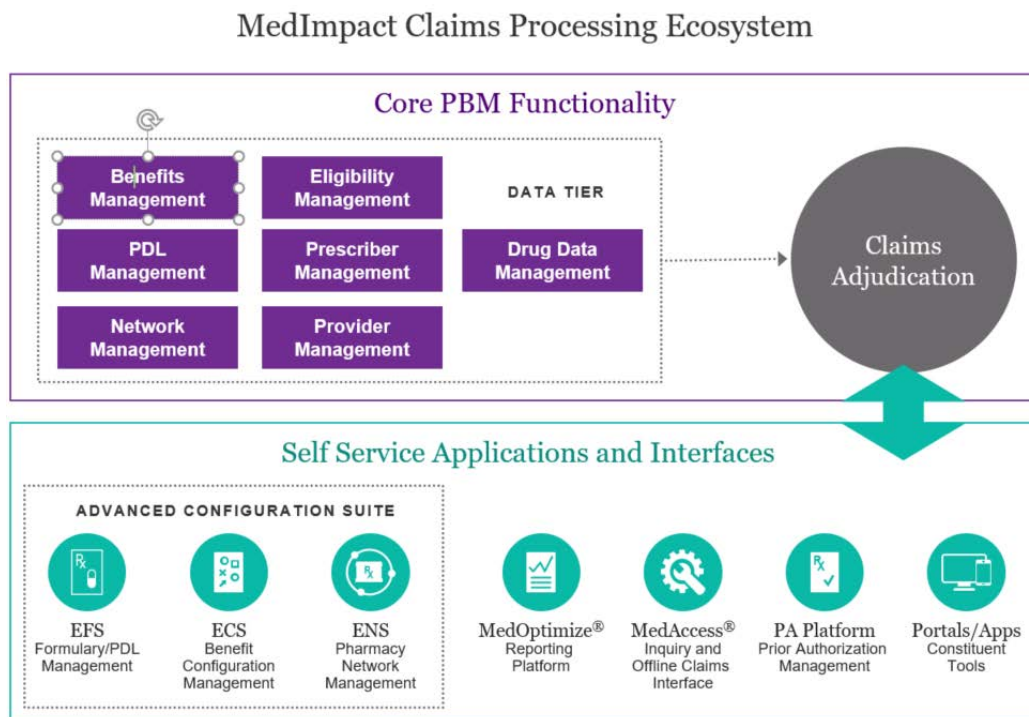 MedImpact Claims Processing Ecosystem
Core PBM Functionality
Benefits
Management
Eligibility
Management
DATA TIER
PDL
Management
Prescriber
Management
Drug Data
Management
Network
Management
Provider
Management
Claims
Adjudication
Self Service Applications and Interfaces
ADVANCED CONFIGURATION SUITE
Rx
EFS
Formulary/PDL
Management
ECS
Benefit
Configuration
Management
Rx
ENS
Pharmacy
Network
Management
MedOptimize®
Reporting
Platform
MedAccess®
Inquiry and
Offline Claims
Interface
Rx
PA Platform
Prior Authorization
Management
Portals/Apps
Constituent
Tools